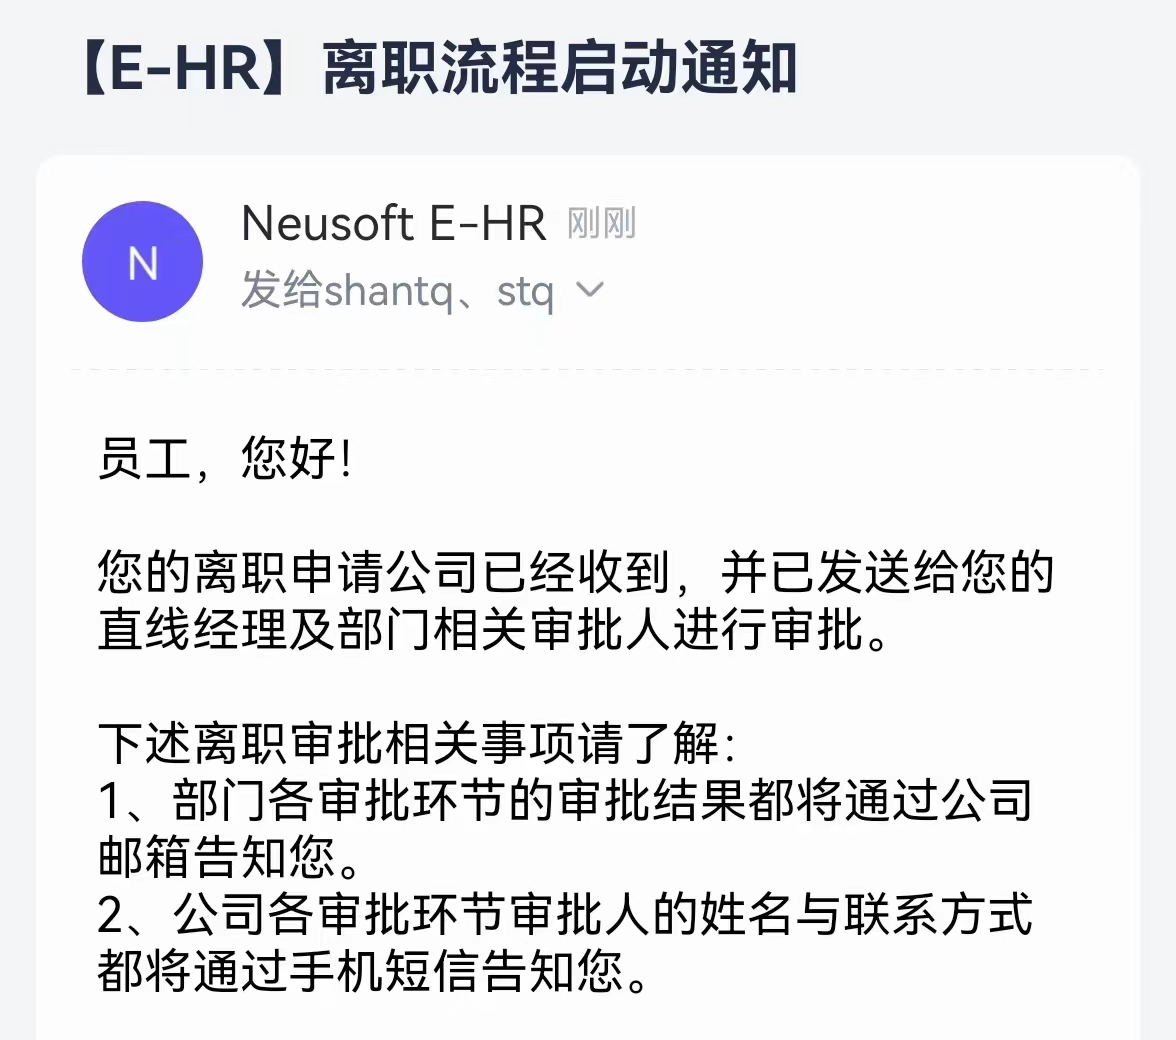 【E-HR】离职流程启动通知
N
Neusoft E-HR 刚刚
发给shantq、stq
员工，您好！
您的离职申请公司已经收到，并已发送给您的
直线经理及部门相关审批人进行审批。
下述离职审批相关事项请了解：
1、部门各审批环节的审批结果都将通过公司
邮箱告知您。
2、公司各审批环节审批人的姓名与联系方式
都将通过手机短信告知您。